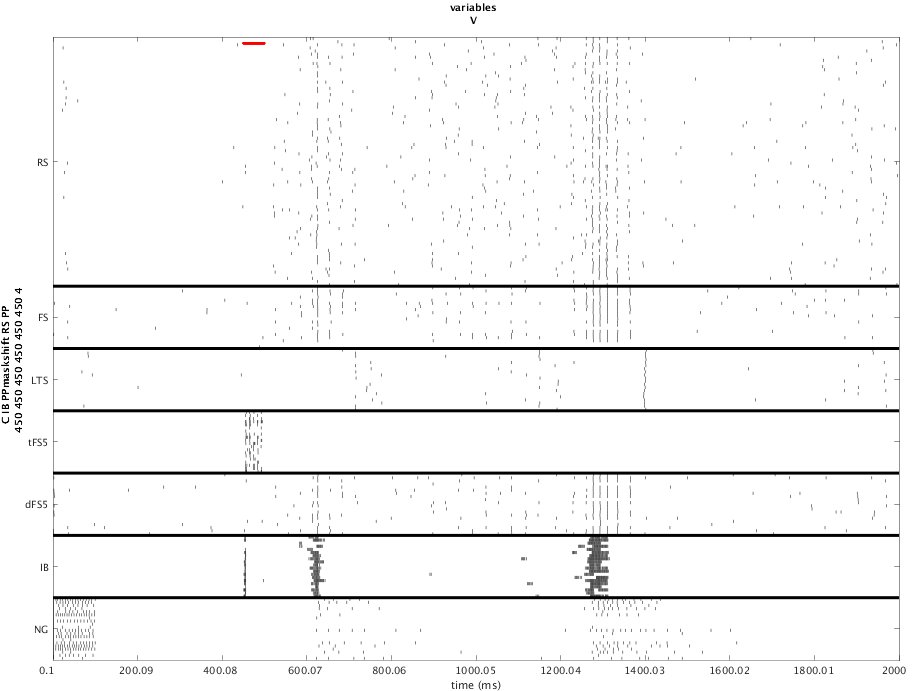 variables
V
RS
FS
LTS
tFS5
dFS5
IB
NG
C IB PPmaskshift RS PP
450 450 450 450 450 450 4
0.1 200.09 400.08 600.07 800.06 1000.05 1200.04 1400.03 1600.02 1800.01 2000
time (ms)